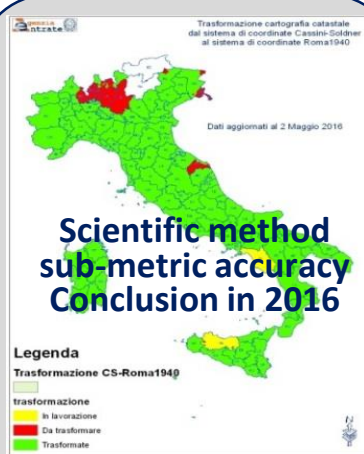 Agenzia
Entrate
Trasformazione cartografia catastale
dal sistema di coordinate Cassini-Soldner
al sistema di coordinate Roma1940
Dati aggiornati al 2 Maggio 2016
Scientific method
sub-metric accuracy
Conclusion in 2016
Legenda
Trasformazione CS-Roma1940
trasformazione
In lavorazione
Da trasformare
Trasformate